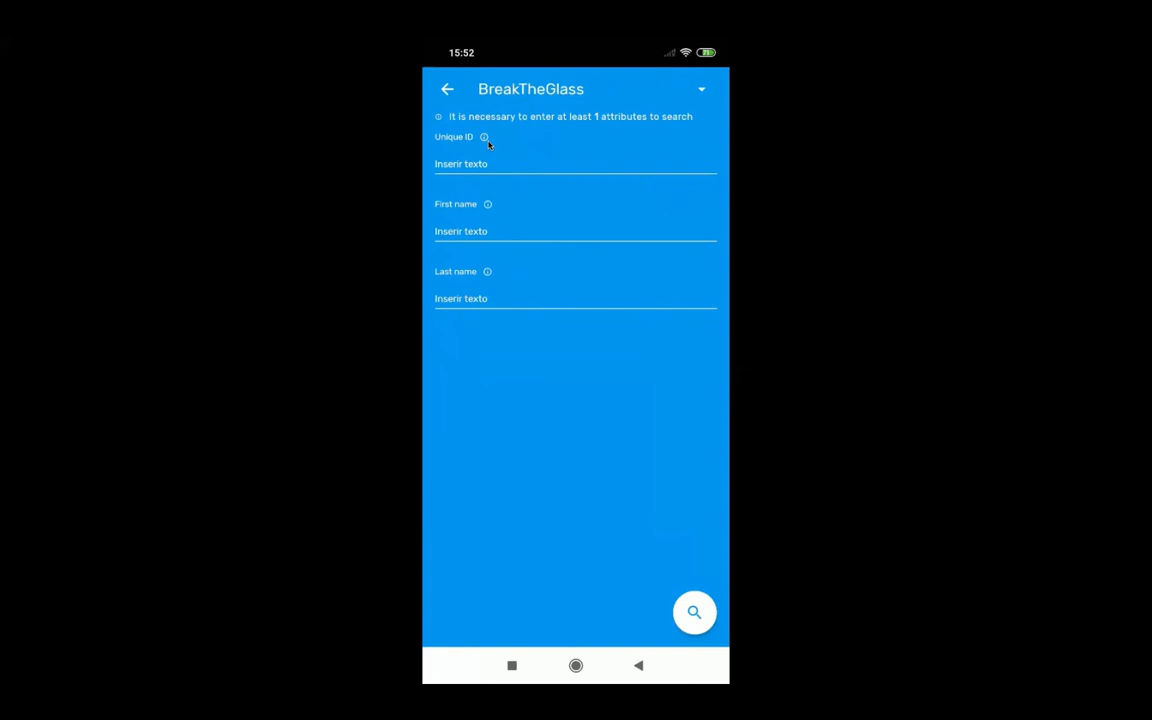 15:52
BreakTheGlass
It is necessary to enter at least 1 attributes to search
Unique ID
Inserir texto
First name
Inserir texto
Last name
Inserir texto